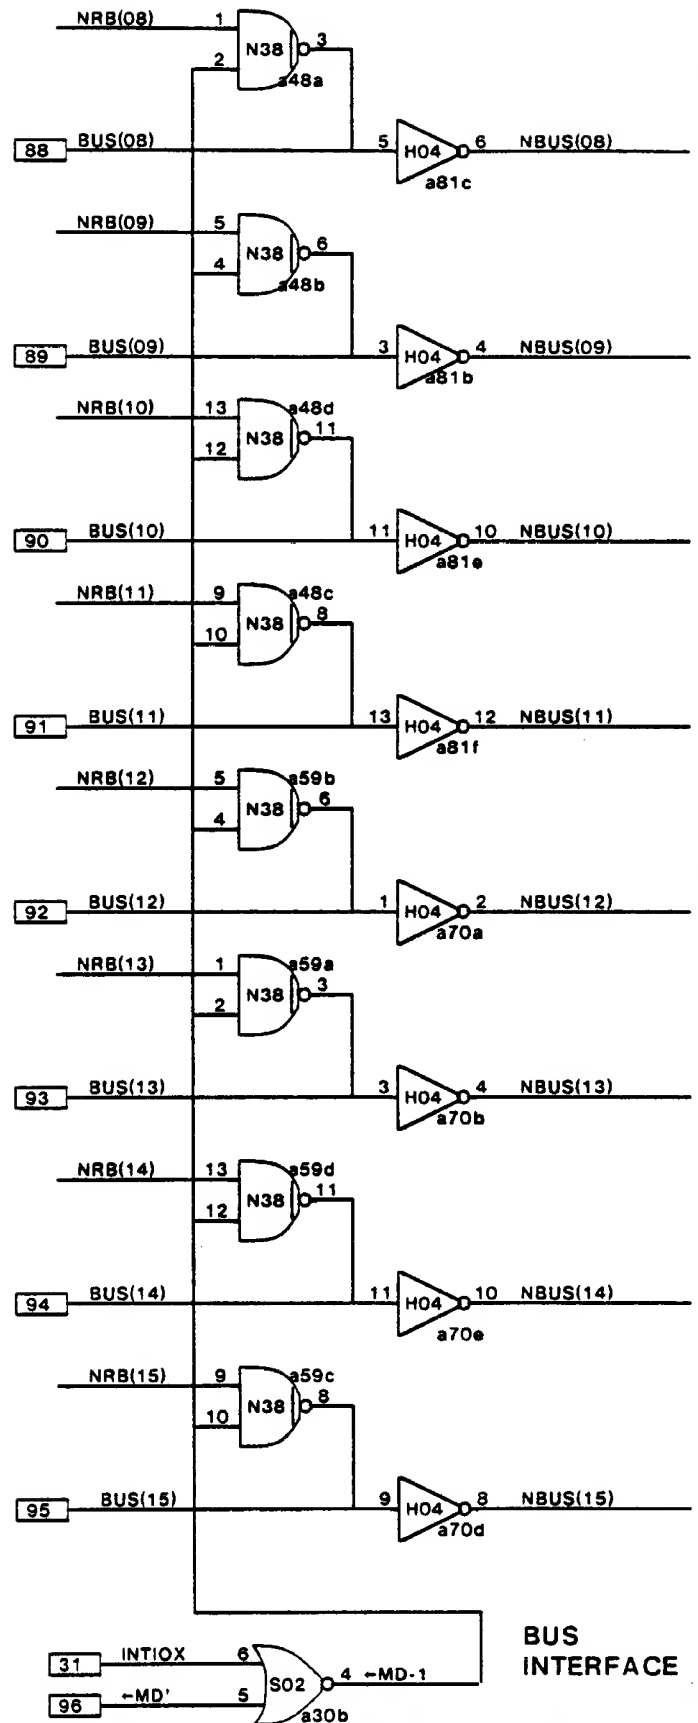 NRB(08) 1 3
N38
2
a48a
88 BUS(08) 5 H04 6 NBUS(08)
a81c
NRB(09) 5 6
N38
4
a48b
89 BUS(09) 3 H04 4 NBUS(09)
a81b
NRB(10) 13 a48d
N38 11
12
90 BUS(10) 11 H04 10 NBUS(10)
a81e
NRB(11) 9 a48c
N38 8
10
91 BUS(11) 13 H04 12 NBUS(11)
a81f
NRB(12) 5 a59b
N38 6
4
92 BUS(12) 1 H04 2 NBUS(12)
a70a
NRB(13) 1 a59a
N38 3
2
93 BUS(13) 3 H04 4 NBUS(13)
a70b
NRB(14) 13 a59d
N38 11
12
94 BUS(14) 11 H04 10 NBUS(14)
a70e
NRB(15) 9 a59c
N38 8
10
95 BUS(15) 9 H04 8 NBUS(15)
a70d
31 INTIOX 6
S02 4 ←MD-1
96 ←MD' 5
a30b
BUS
INTERFACE